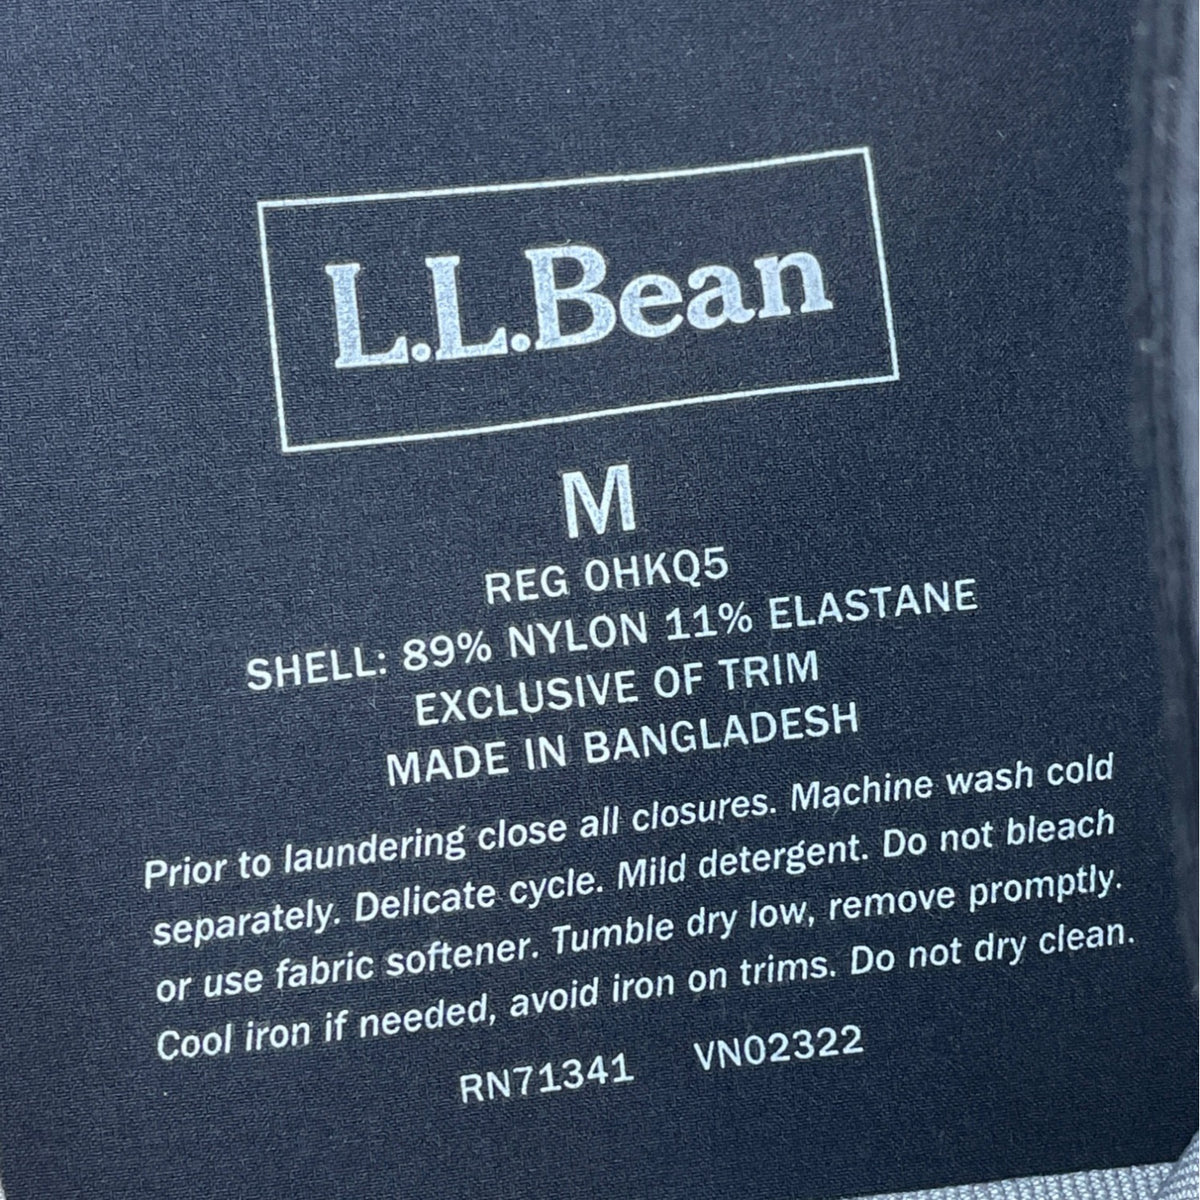 L.L.Bean
M
REG OHKQ5
SHELL: 89% NYLON 11% ELASTANE
EXCLUSIVE OF TRIM
MADE IN BANGLADESH
Prior to laundering close all closures. Machine wash cold
separately. Delicate cycle. Mild detergent. Do not bleach
or use fabric softener. Tumble dry low, remove promptly.
Cool iron if needed, avoid iron on trims. Do not dry clean.
RN71341 VN02322